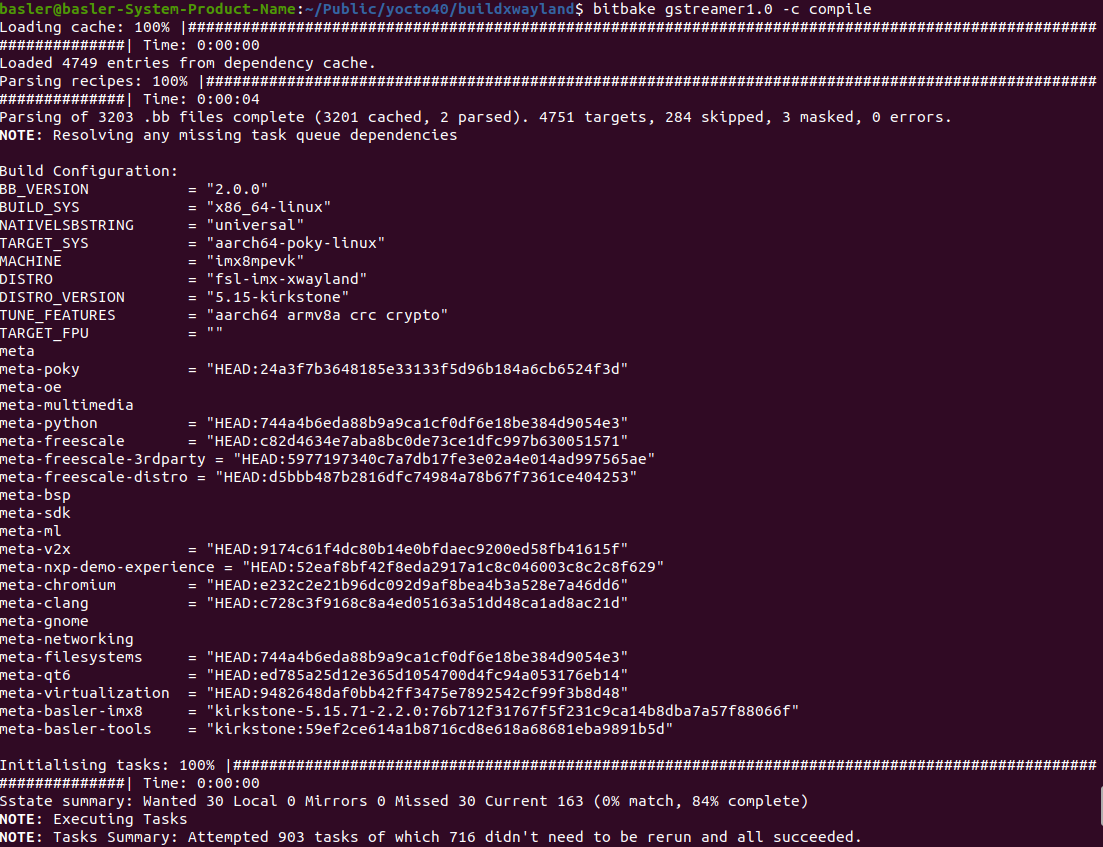 basler@basler-System-Product-Name:~/Public/yocto40/buildxwayland$ bitbake gstreamer1.0 -c compile
Loading cache: 100% |#####################################################################################################
##############| Time: 0:00:00
Loaded 4749 entries from dependency cache.
Parsing recipes: 100% |###################################################################################################
##############| Time: 0:00:04
Parsing of 3203 .bb files complete (3201 cached, 2 parsed). 4751 targets, 284 skipped, 3 masked, 0 errors.
NOTE: Resolving any missing task queue dependencies

Build Configuration:
BB_VERSION           = "2.0.0"
BUILD_SYS            = "x86_64-linux"
NATIVELSBSTRING      = "universal"
TARGET_SYS           = "aarch64-poky-linux"
MACHINE              = "imx8mpevk"
DISTRO               = "fsl-imx-xwayland"
DISTRO_VERSION       = "5.15-kirkstone"
TUNE_FEATURES        = "aarch64 armv8a crc crypto"
TARGET_FPU           = ""
meta
meta-poky            = "HEAD:24a3f7b3648185e33133f5d96b184a6cb6524f3d"
meta-oe
meta-multimedia
meta-python          = "HEAD:744a4b6eda88b9a9ca1cf0df6e18be384d9054e3"
meta-freescale       = "HEAD:c82d4634e7aba8bc0de73ce1dfc997b630051571"
meta-freescale-3rdparty = "HEAD:5977197340c7a7db17fe3e02a4e014ad997565ae"
meta-freescale-distro = "HEAD:d5bbb487b2816dfc74984a78b67f7361ce404253"
meta-bsp
meta-sdk
meta-ml
meta-v2x             = "HEAD:9174c61f4dc80b14e0bfdaec9200ed58fb41615f"
meta-nxp-demo-experience = "HEAD:52eaf8bf42f8eda2917a1c8c046003c8c2c8f629"
meta-chromium        = "HEAD:e232c2e21b96dc092d9af8bea4b3a528e7a46dd6"
meta-clang           = "HEAD:c728c3f9168c8a4ed05163a51dd48ca1ad8ac21d"
meta-gnome
meta-networking
meta-filesystems     = "HEAD:744a4b6eda88b9a9ca1cf0df6e18be384d9054e3"
meta-qt6             = "HEAD:ed785a25d12e365d1054700d4fc94a053176eb14"
meta-virtualization  = "HEAD:9482648daf0bb42ff3475e7892542cf99f3b8d48"
meta-basler-imx8     = "kirkstone-5.15.71-2.2.0:76b712f31767f5f231c9ca14b8dba7a57f88066f"
meta-basler-tools    = "kirkstone:59ef2ce614a1b8716cd8e618a68681eba9891b5d"

Initialising tasks: 100% |################################################################################################
##############| Time: 0:00:00
Sstate summary: Wanted 30 Local 0 Mirrors 0 Missed 30 Current 163 (0% match, 84% complete)
NOTE: Executing Tasks
NOTE: Tasks Summary: Attempted 903 tasks of which 716 didn't need to be rerun and all succeeded.